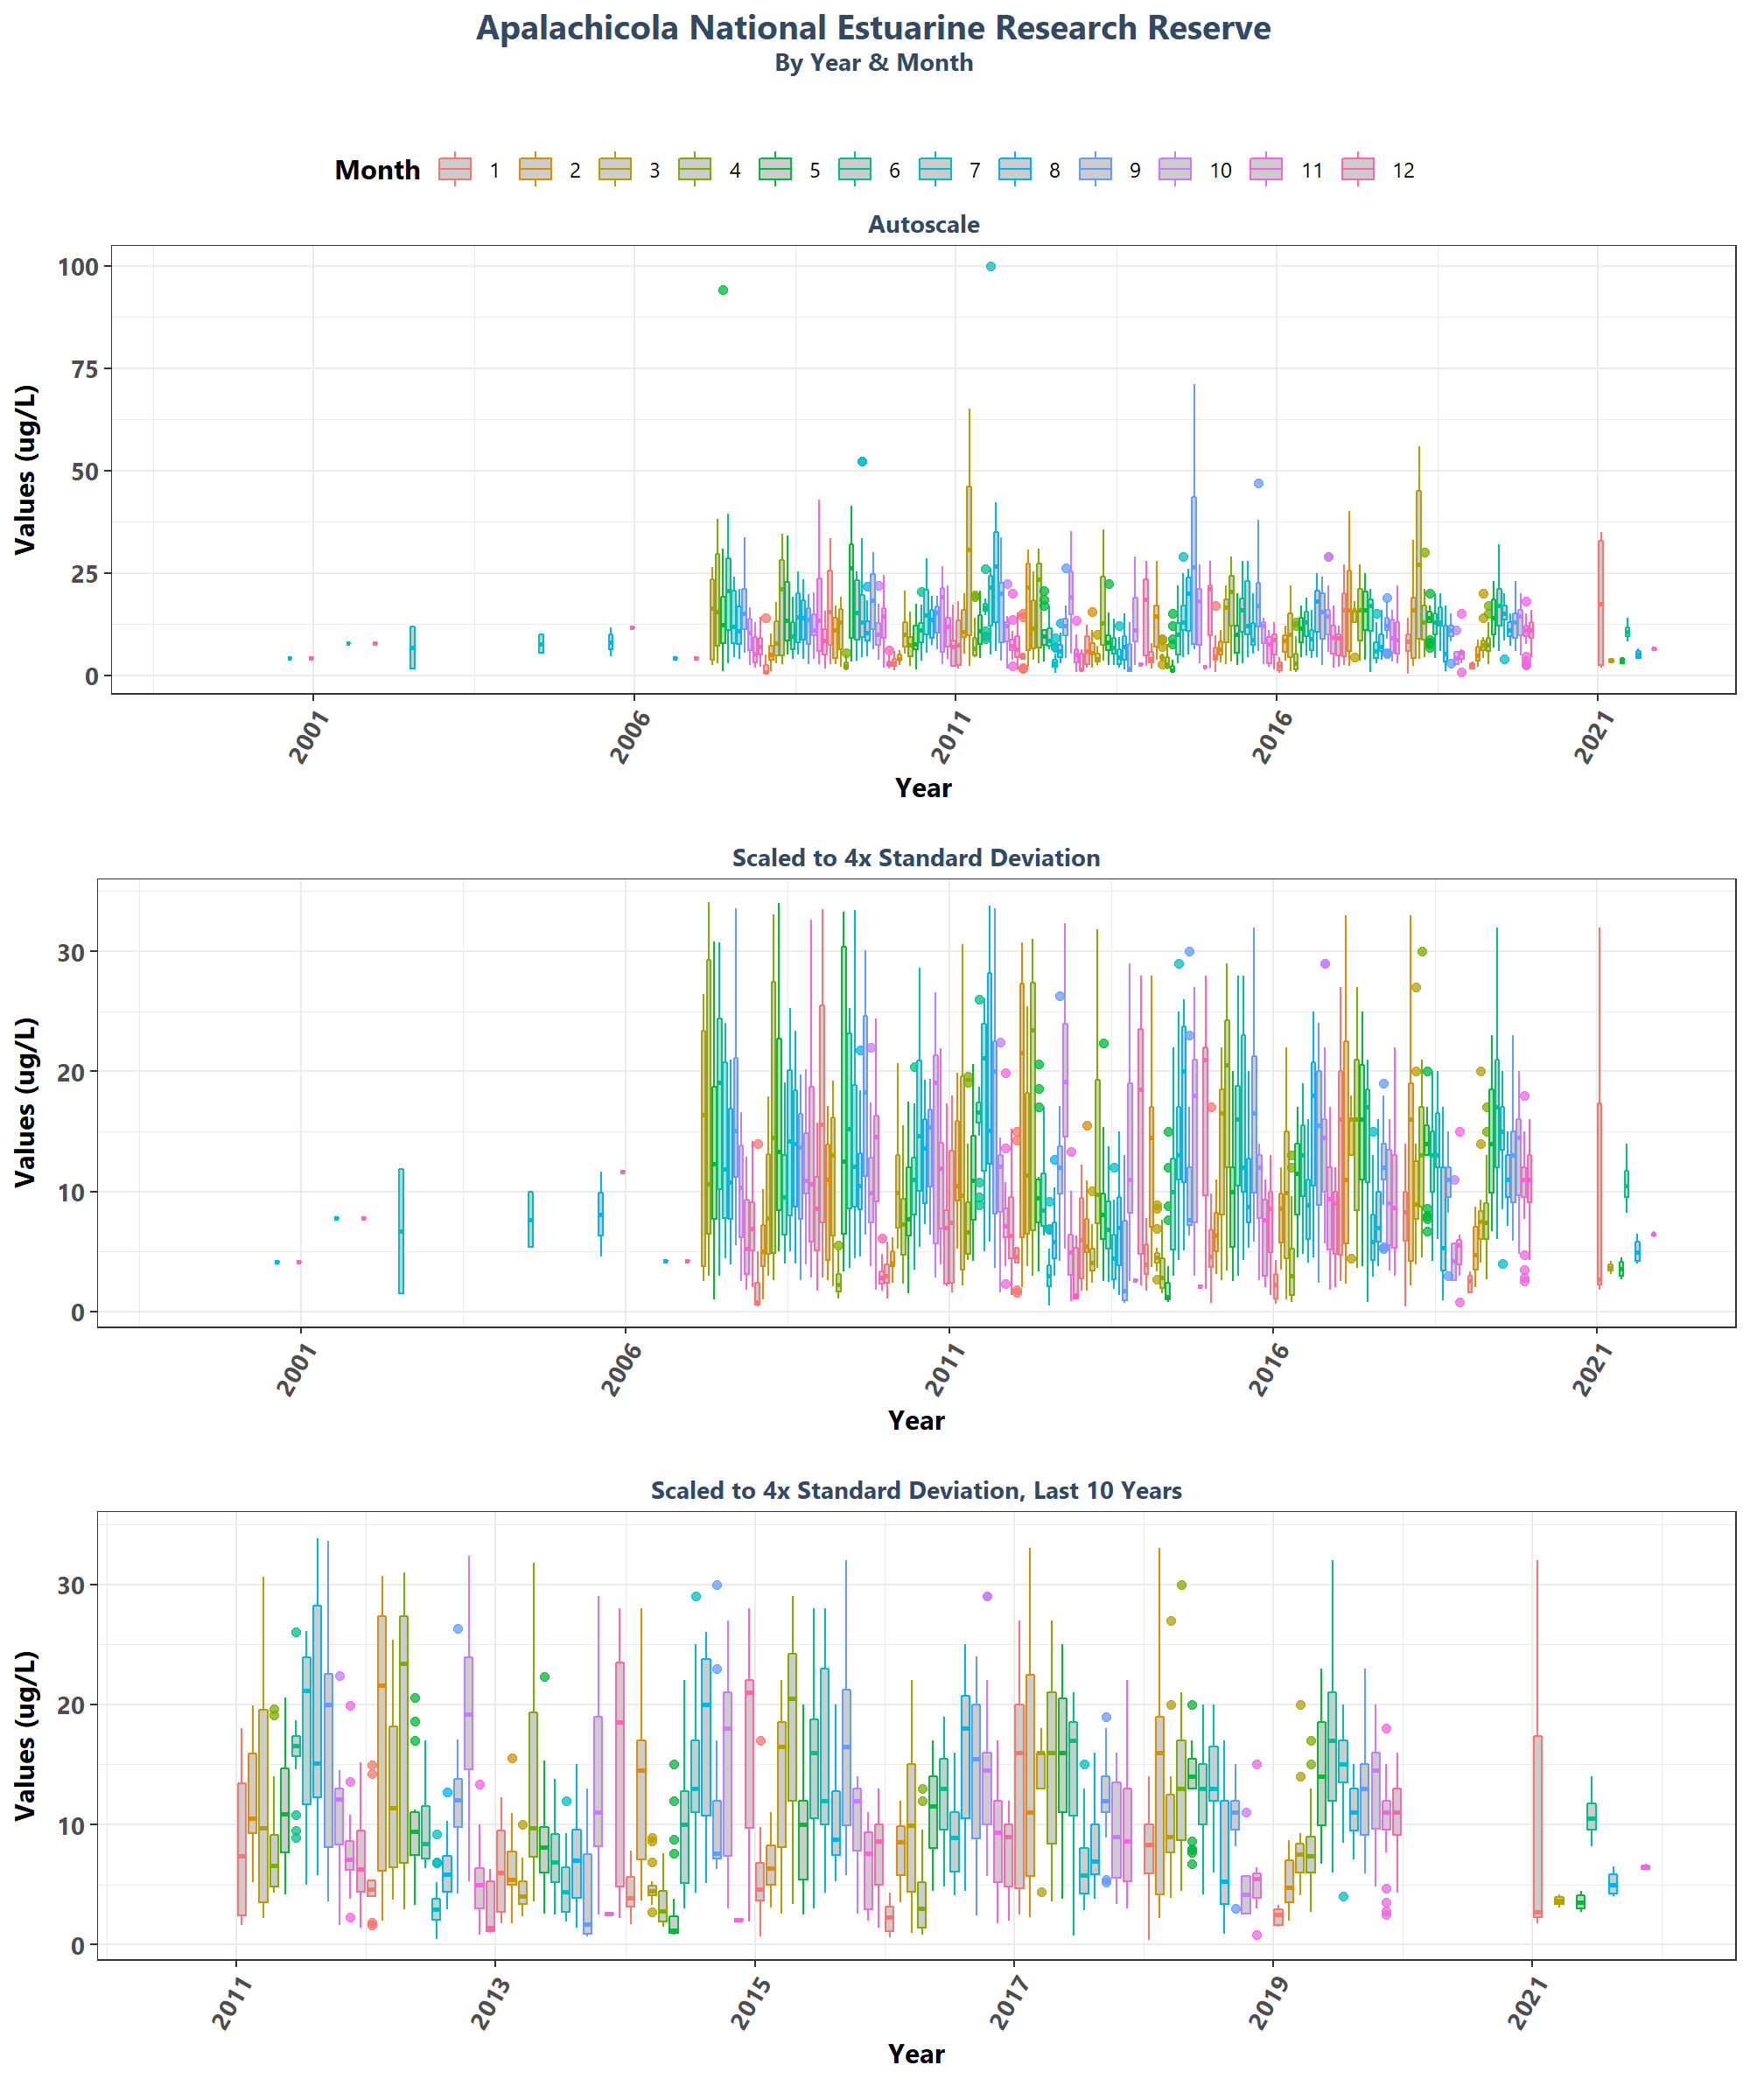 Apalachicola National Estuarine Research Reserve
By Year & Month
Month 1 2 3 4 5 6 7 8 9 10 11 12
Autoscale
100
75
50
25
0
Values (ug/L)
2001 2006 2011 2016 2021
Year
Scaled to 4x Standard Deviation
30
20
10
0
Values (ug/L)
2001 2006 2011 2016 2021
Year
Scaled to 4x Standard Deviation, Last 10 Years
30
20
10
0
Values (ug/L)
2011 2013 2015 2017 2019 2021
Year